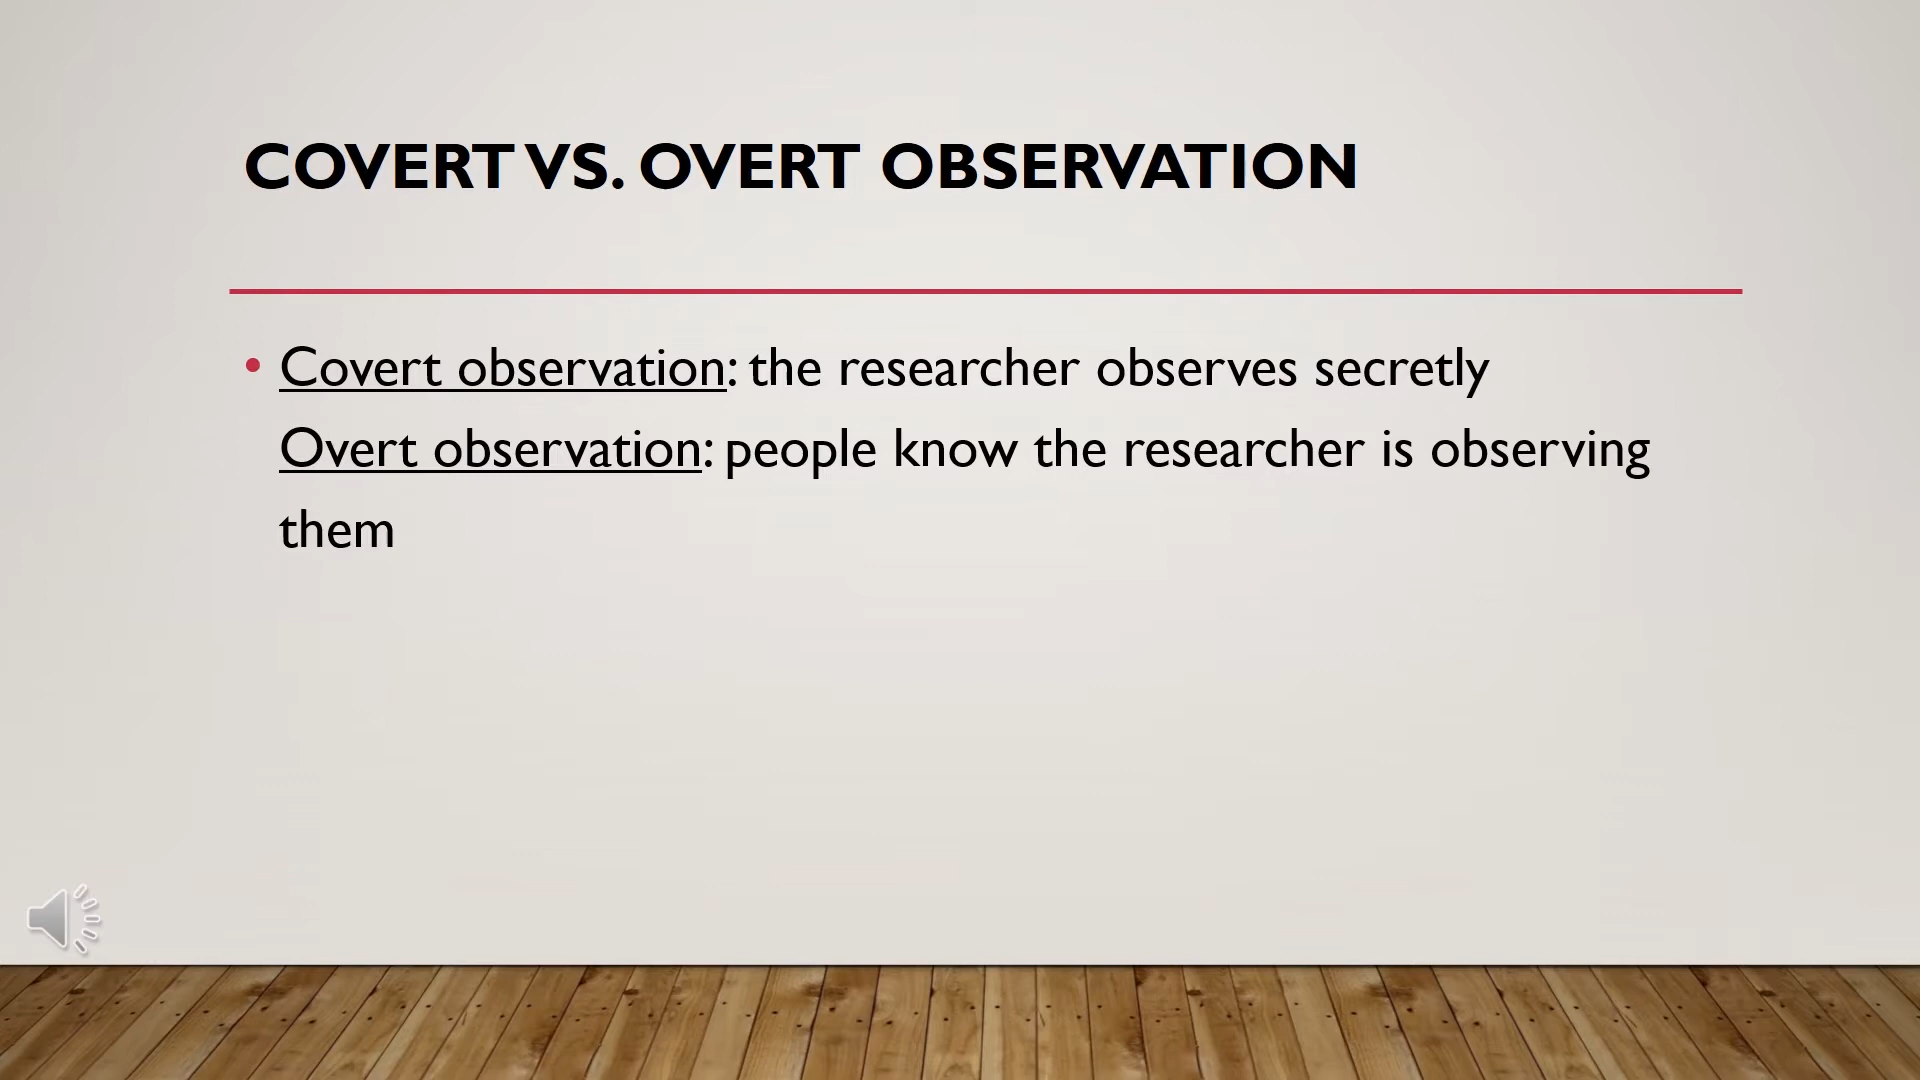 COVERT VS. OVERT OBSERVATION
• Covert observation: the researcher observes secretly
Overt observation: people know the researcher is observing
them